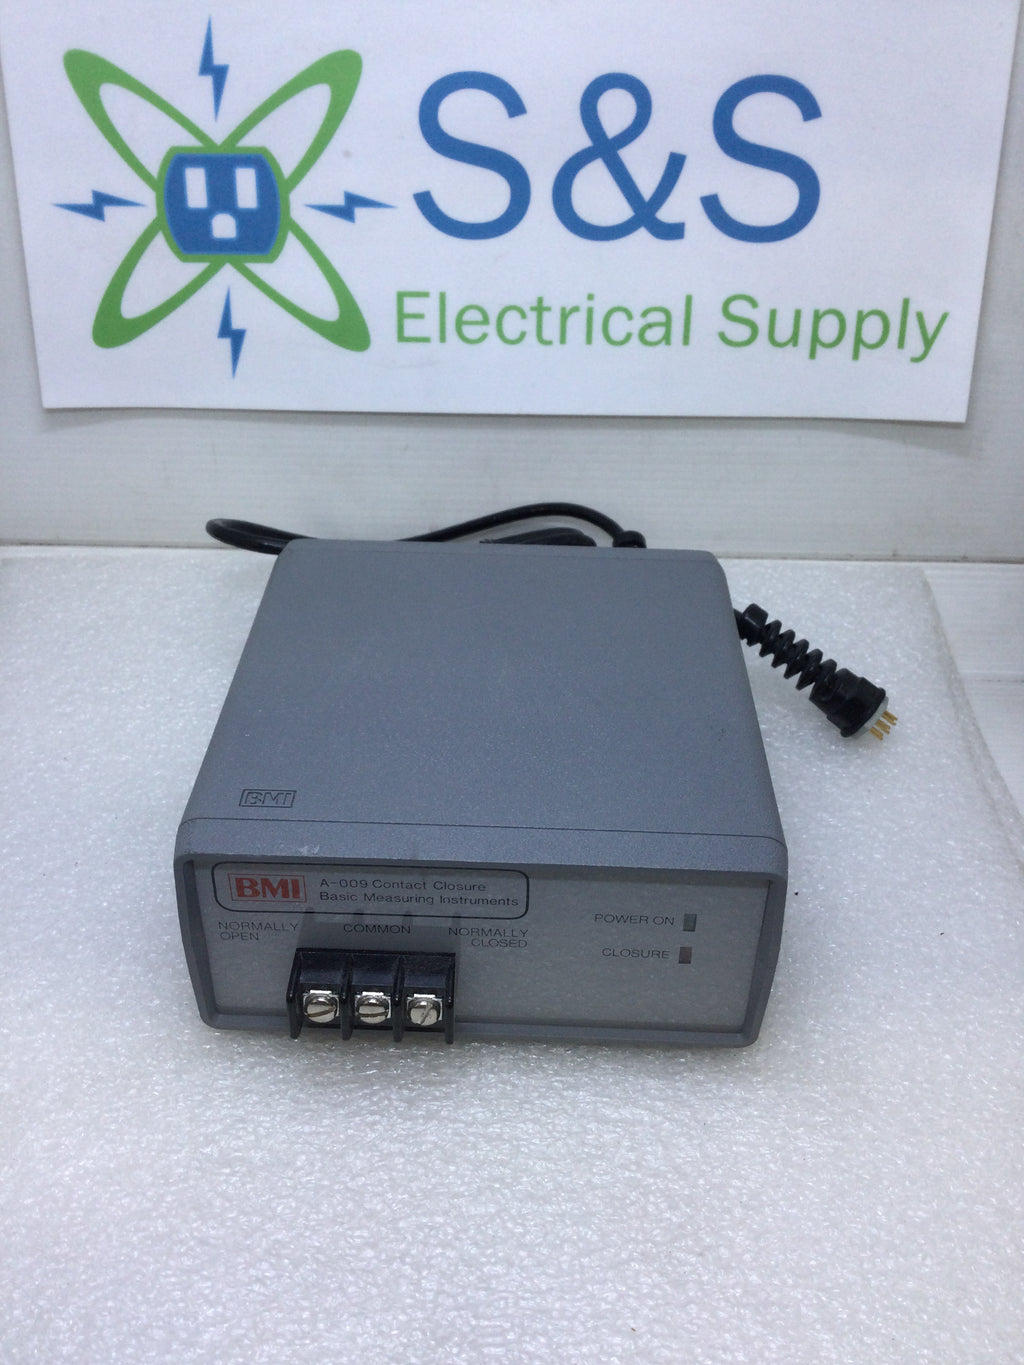 S&S
Electrical Supply
BMI
BMI
A-009 Contact Closure
Basic Measuring Instruments
NORMALLY
OPEN
COMMON
NORMALLY
CLOSED
POWER ON
CLOSURE